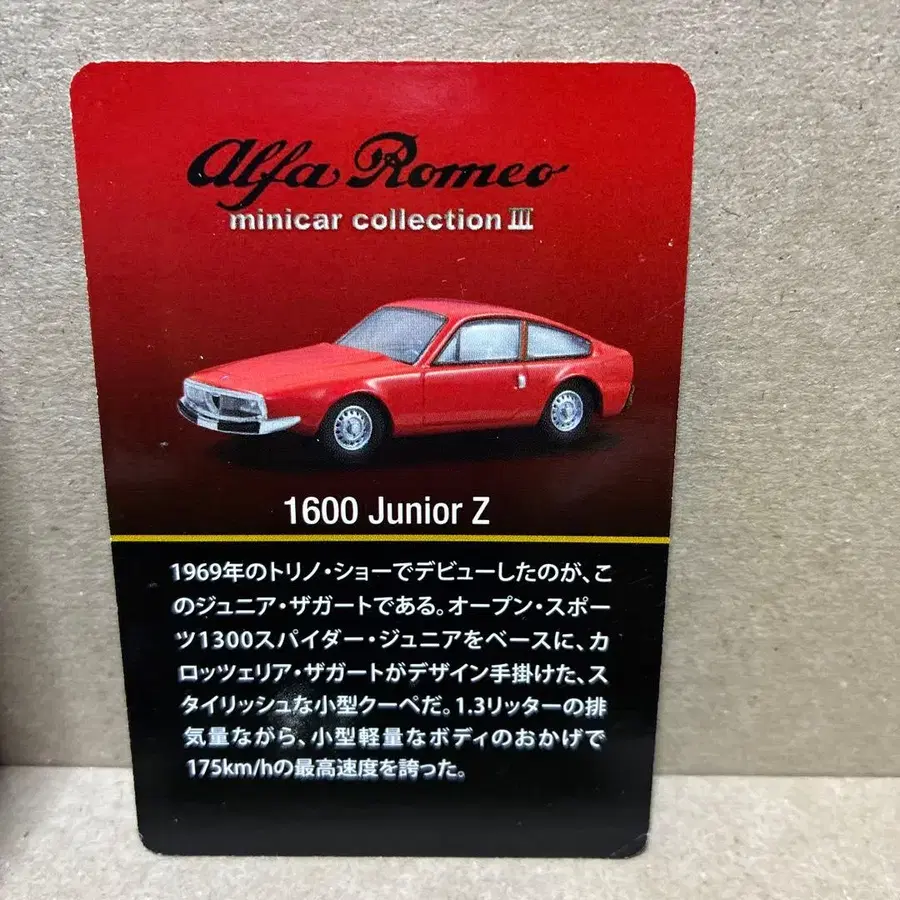 Alfa Romeo
minicar collection III
1600 Junior Z
1969年のトリノ・ショーでデビューしたのが、こ
のジュニア・ザガートである。オープン・スポー
ツ1300スパイダー・ジュニアをベースに、カ
ロッツェリア・ザガートがデザイン手掛けた、ス
タイリッシュな小型クーペだ。1.3リッターの排
気量ながら、小型軽量なボディのおかげで
175km/hの最高速度を誇った。